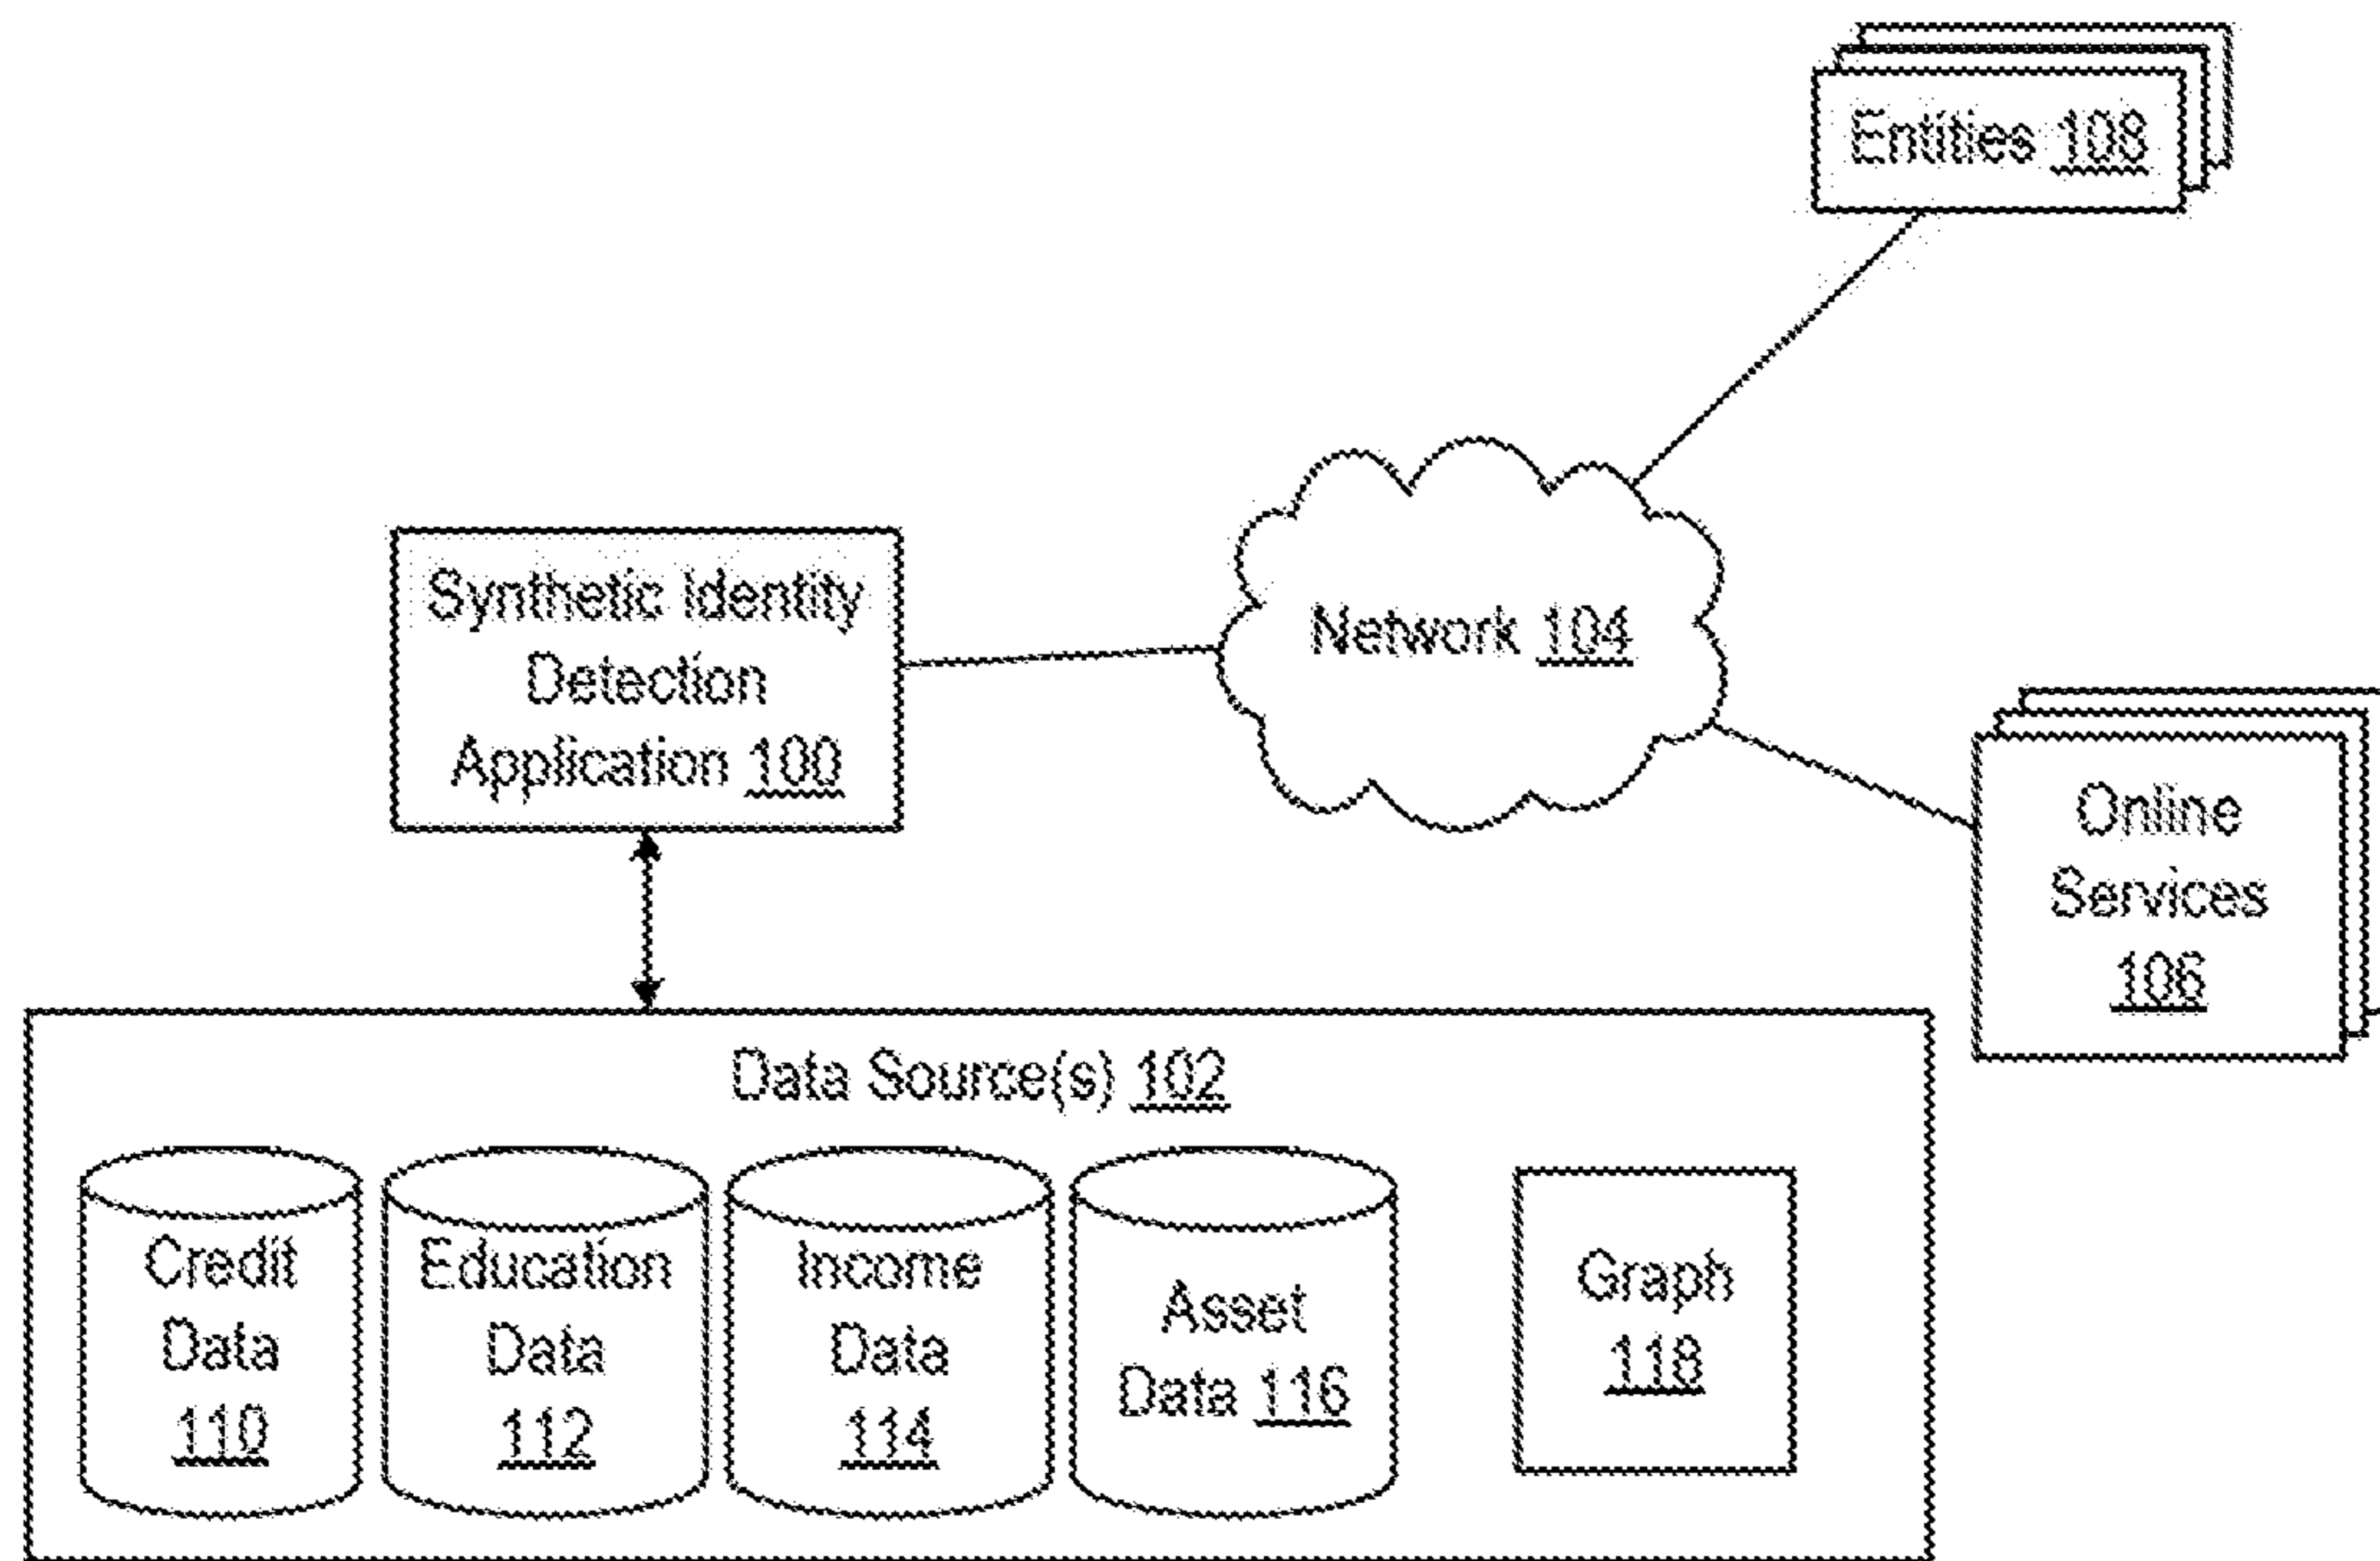 Entities 108
Synthetic Identity
Detection
Application 100
Network 104
Online
Services
106
Data Source(s) 102
Credit
Data
110
Education
Data
112
Income
Data
114
Asset
Data 116
Graph
118